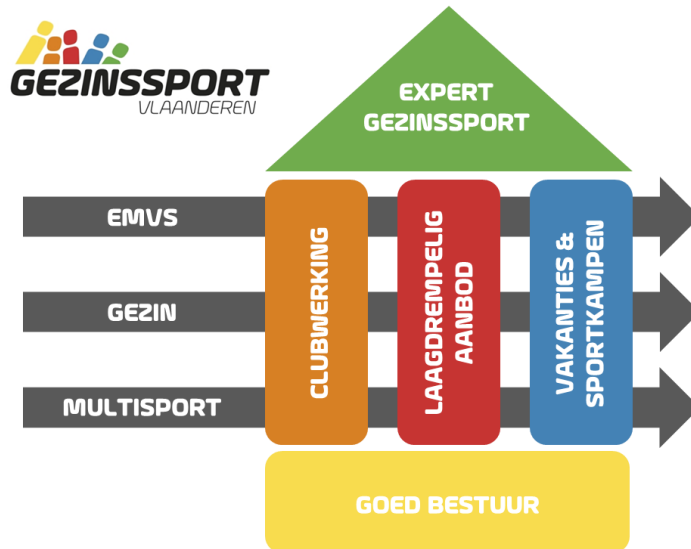 GEZINSSPORT
VLAANDEREN
EXPERT
GEZINSSPORT
EMVS
GEZIN
MULTISPORT
CLUBWERKING
LAAGDREMPELIG
AANBOD
VAKANTIES &
SPORTKAMPEN
GOED BESTUUR